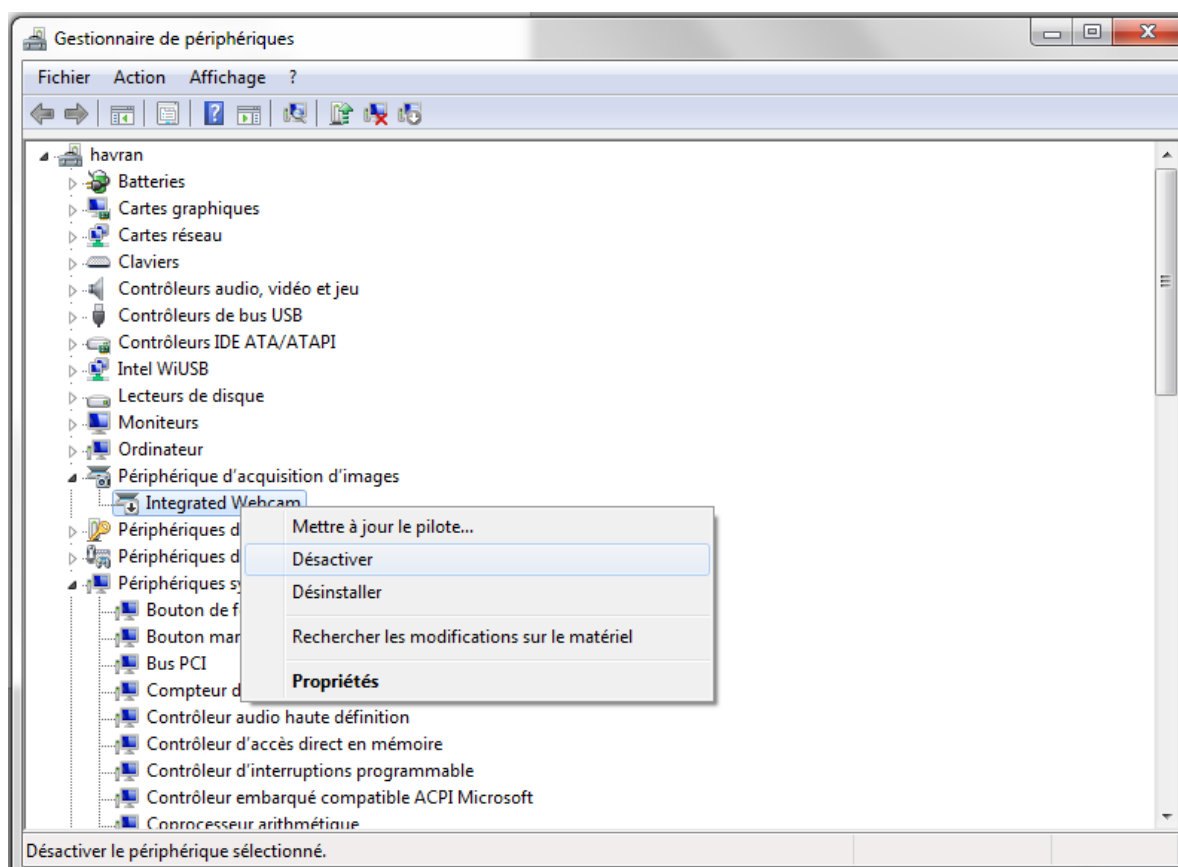 Gestionnaire de périphériques
Fichier Action Affichage ?
havran
Batteries
Cartes graphiques
Cartes réseau
Claviers
Contrôleurs audio, vidéo et jeu
Contrôleurs de bus USB
Contrôleurs IDE ATA/ATAPI
Intel WiUSB
Lecteurs de disque
Moniteurs
Ordinateur
Périphérique d'acquisition d'images
Integrated Webcam
Périphériques d
Périphériques d
Périphériques sy
Bouton de f
Bouton mar
Bus PCI
Compteur d
Contrôleur audio haute définition
Contrôleur d'accès direct en mémoire
Contrôleur d'interruptions programmable
Contrôleur embarqué compatible ACPI Microsoft
Coprocesseur arithmétique
Mettre à jour le pilote...
Désactiver
Désinstaller
Rechercher les modifications sur le matériel
Propriétés
Désactiver le périphérique sélectionné.